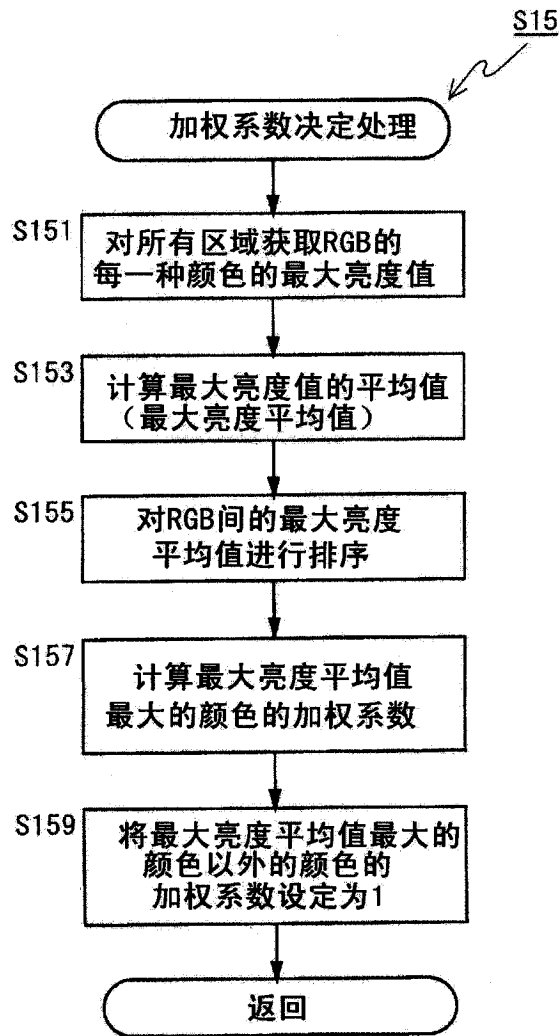 S15
加权系数决定处理
S151
对所有区域获取RGB的
每一种颜色的最大亮度值
S153
计算最大亮度值的平均值
（最大亮度平均值）
S155
对RGB间的最大亮度
平均值进行排序
S157
计算最大亮度平均值
最大的颜色的加权系数
S159
将最大亮度平均值最大的
颜色以外的颜色的
加权系数设定为1
返回